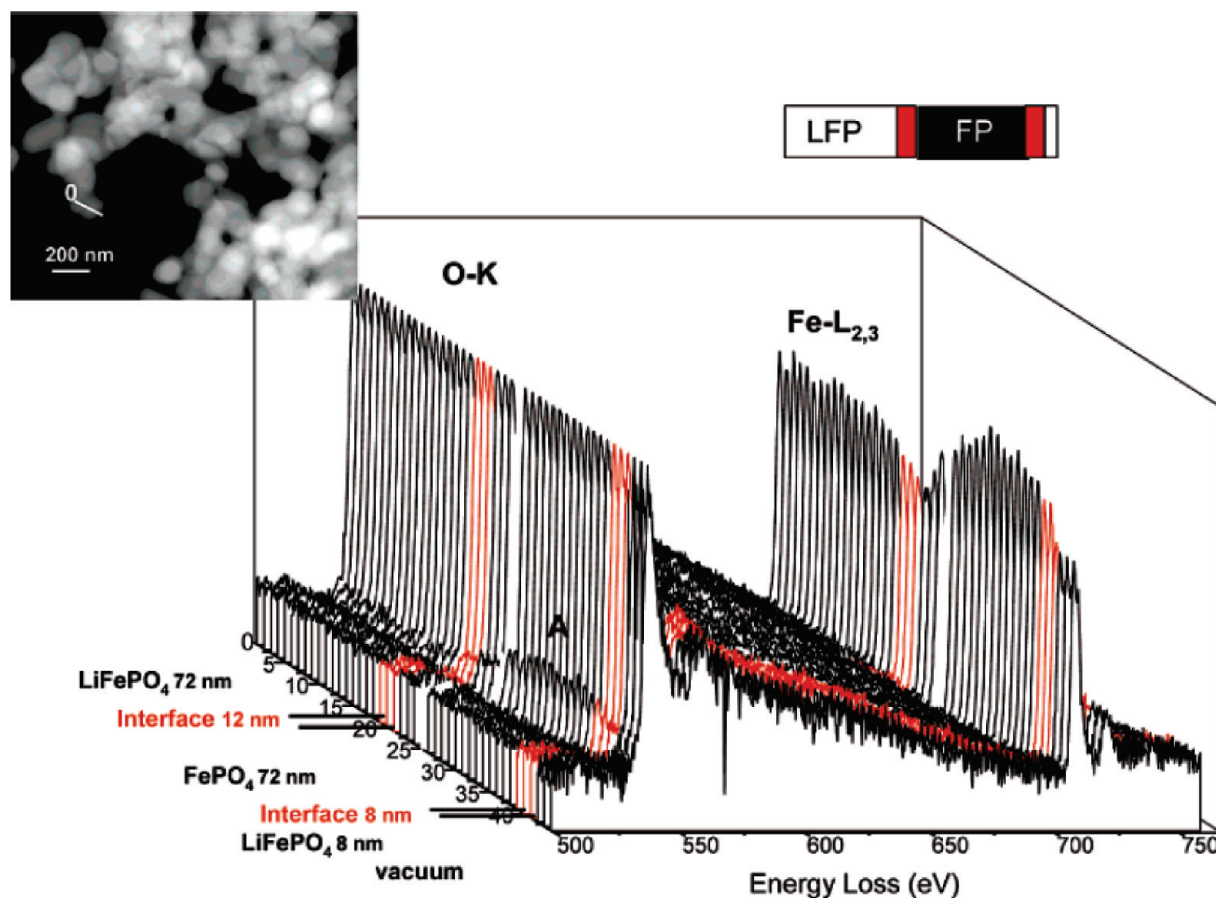 0
200 nm
LFP
FP
O-K
Fe-L2,3
A
0
5
LiFePO4 72 nm
10
15
Interface 12 nm
20
25
FePO4 72 nm
30
35
Interface 8 nm
40
LiFePO4 8 nm
vacuum
500 550 600 650 700 750
Energy Loss (eV)